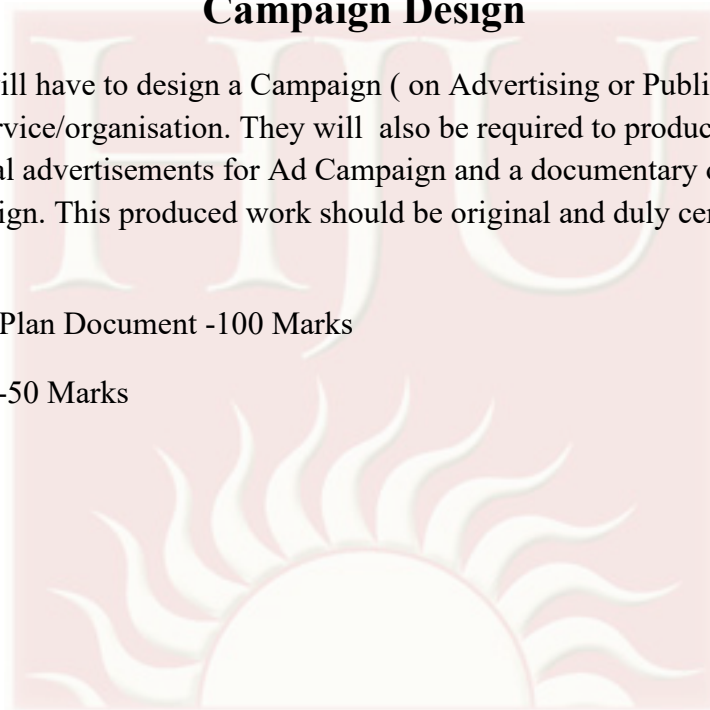 Campaign Design
ill have to design a Campaign ( on Advertising or Publi
rvice/organisation. They will also be required to produc
al advertisements for Ad Campaign and a documentary
ign. This produced work should be original and duly cer
Plan Document -100 Marks
-50 Marks
HJU